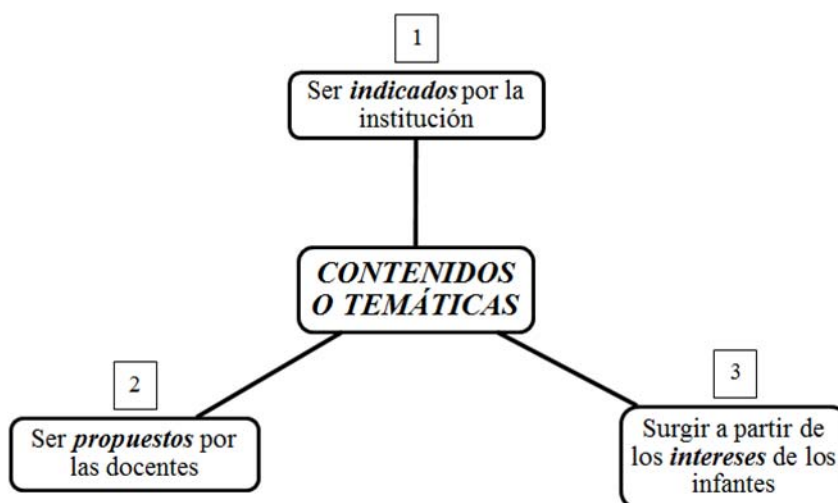 1
Ser indicados por la
institución
CONTENIDOS
O TEMÁTICAS
2
Ser propuestos por
las docentes
3
Surgir a partir de
los intereses de los
infantes